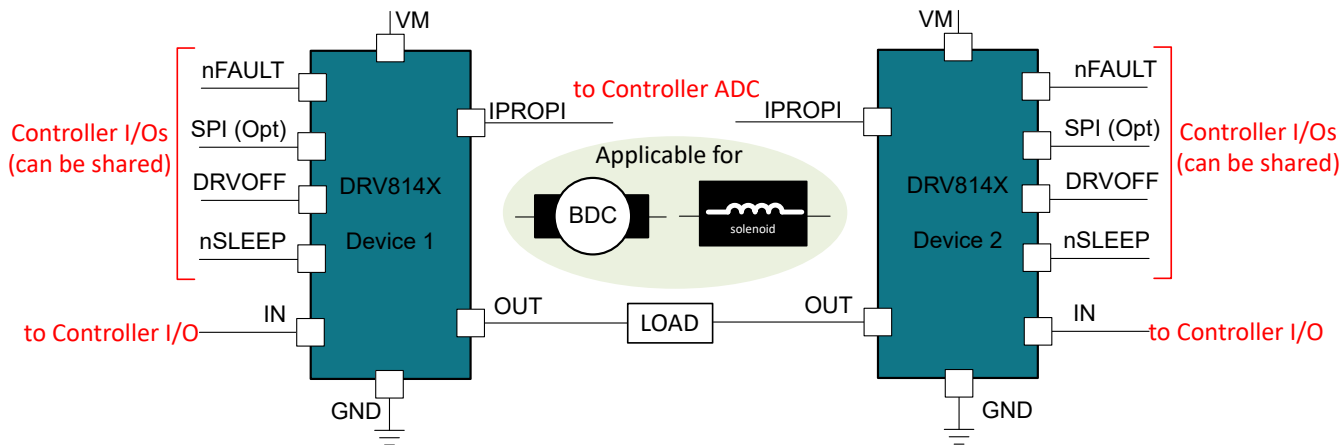 VM
nFAULT
SPI (Opt)
DRVOFF
nSLEEP
IN
Controller I/Os
(can be shared)
to Controller I/O
DRV814X
Device 1
IPROPI
OUT
GND
to Controller ADC
Applicable for
BDC
solenoid
LOAD
VM
IPROPI
OUT
DRV814X
Device 2
nFAULT
SPI (Opt)
DRVOFF
nSLEEP
IN
Controller I/Os
(can be shared)
to Controller I/O
GND